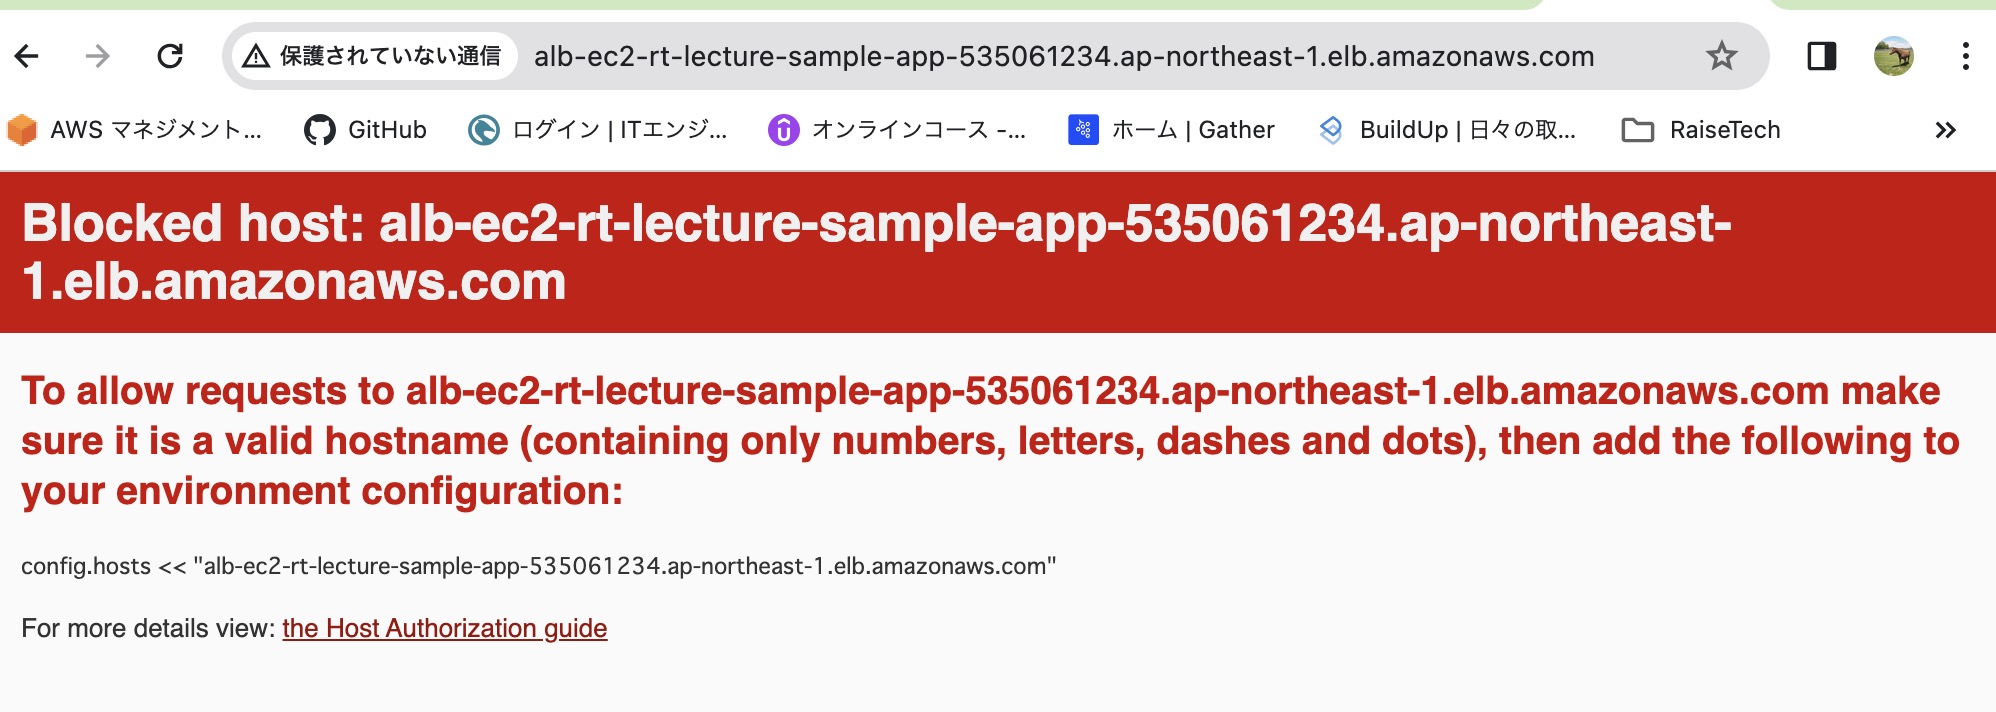 保護されていない通信 alb-ec2-rt-lecture-sample-app-535061234.ap-northeast-1.elb.amazonaws.com
AWS マネジメント... GitHub ログイン | ITエンジ... オンラインコース -... ホーム | Gather BuildUp | 日々の取... RaiseTech »
Blocked host: alb-ec2-rt-lecture-sample-app-535061234.ap-northeast-
1.elb.amazonaws.com
To allow requests to alb-ec2-rt-lecture-sample-app-535061234.ap-northeast-1.elb.amazonaws.com make
sure it is a valid hostname (containing only numbers, letters, dashes and dots), then add the following to
your environment configuration:
config.hosts << "alb-ec2-rt-lecture-sample-app-535061234.ap-northeast-1.elb.amazonaws.com"
For more details view: the Host Authorization guide